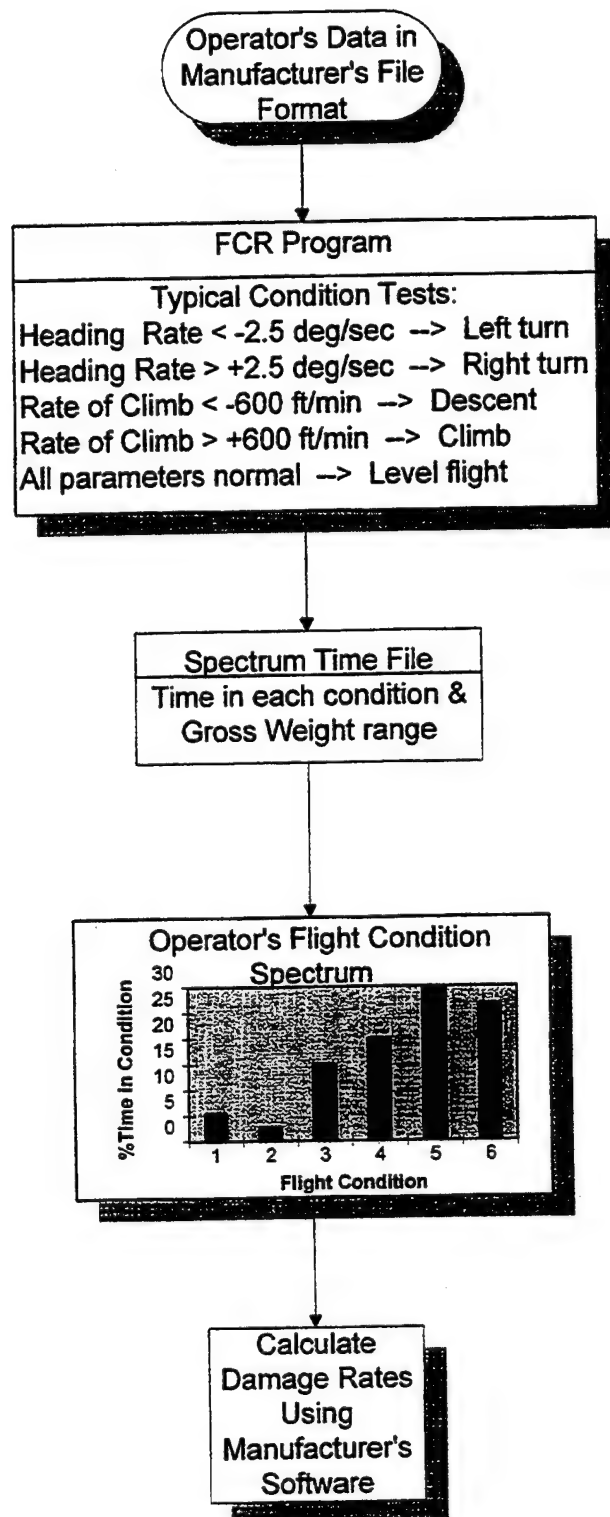 Operator's Data in
Manufacturer's File
Format
FCR Program
Typical Condition Tests:
Heading Rate < -2.5 deg/sec --> Left turn
Heading Rate > +2.5 deg/sec --> Right turn
Rate of Climb < -600 ft/min --> Descent
Rate of Climb > +600 ft/min --> Climb
All parameters normal --> Level flight
Spectrum Time File
Time in each condition &
Gross Weight range
Operator's Flight Condition
Spectrum
%Time in Condition
30
25
20
15
10
5
0
1 2 3 4 5 6
Flight Condition
Calculate
Damage Rates
Using
Manufacturer's
Software